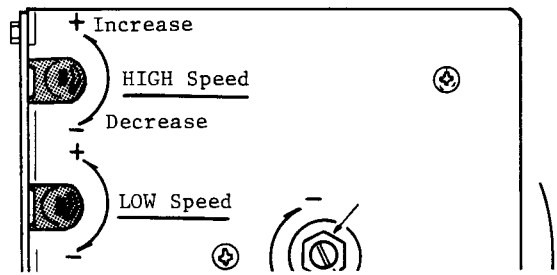 + Increase
HIGH Speed
- Decrease
+
LOW Speed
-
-